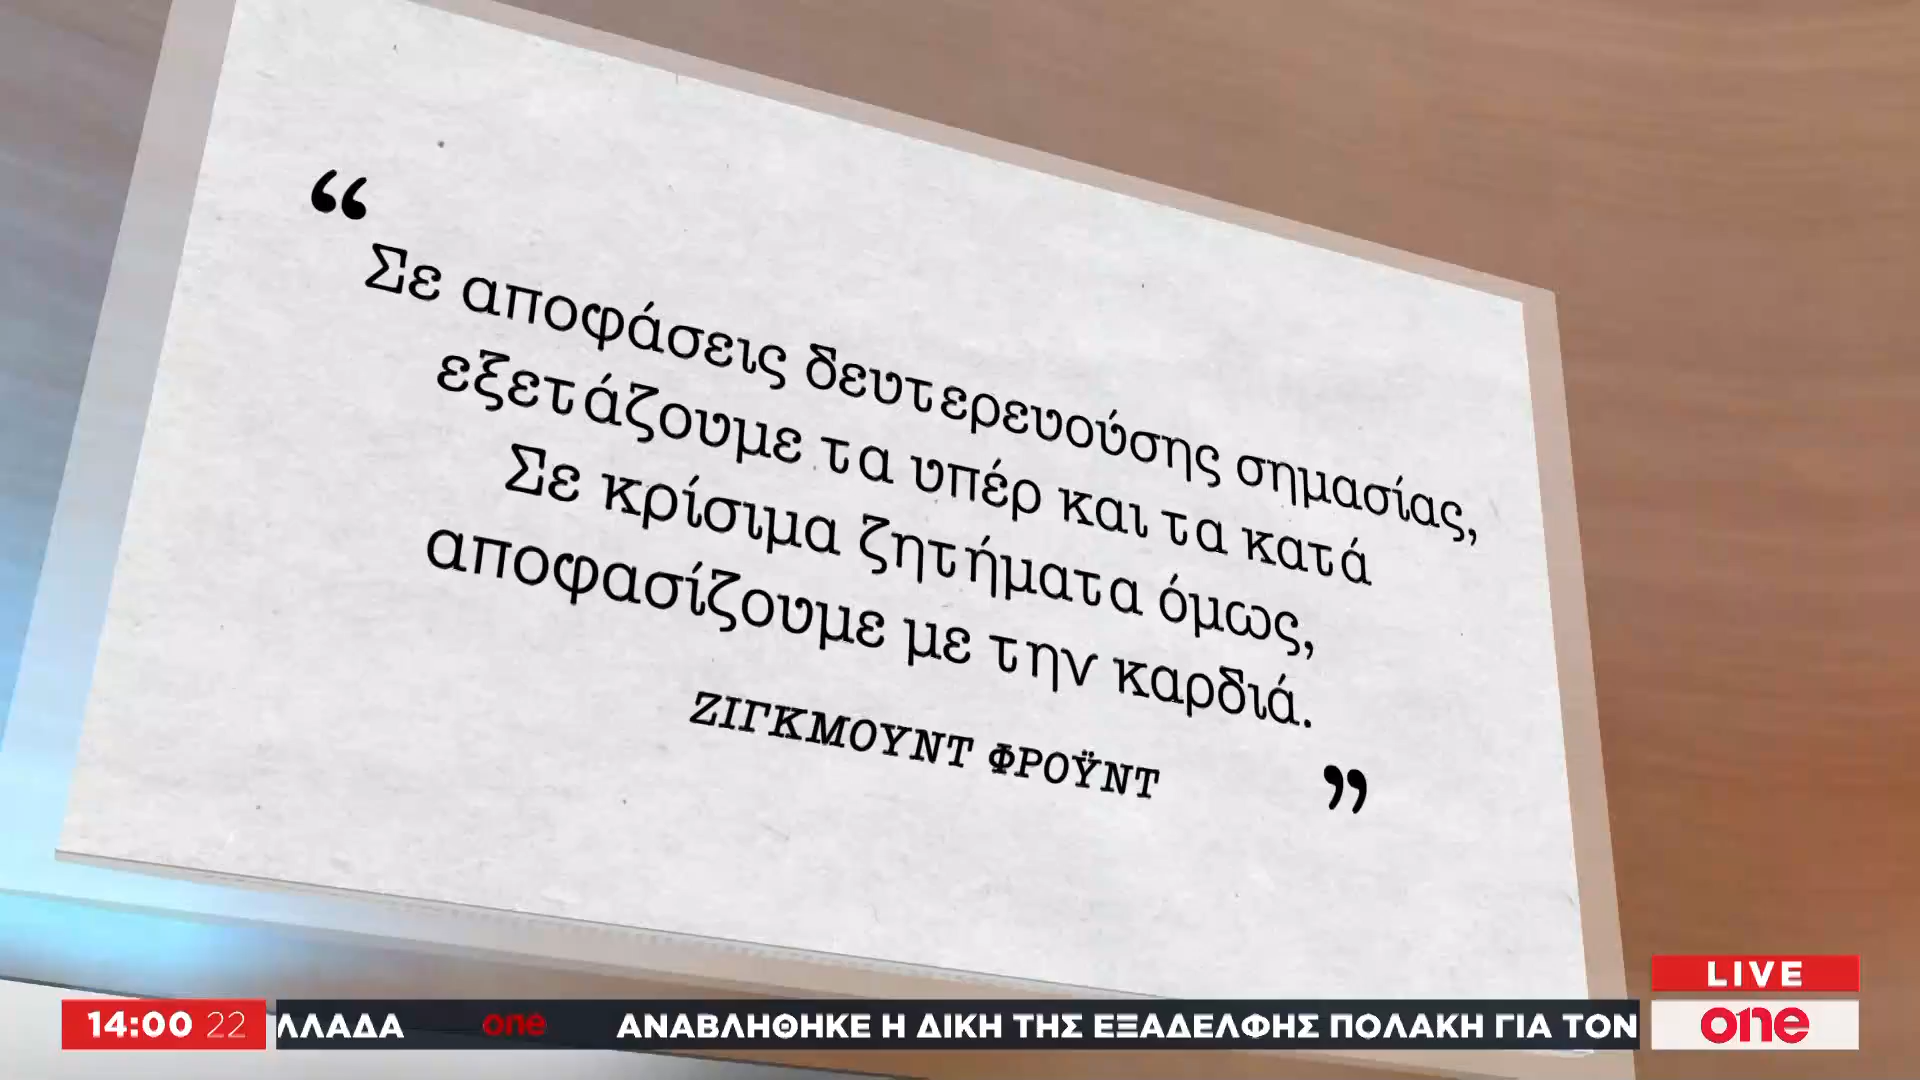 “
Σε αποφάσεις δευτερευούσης σημασίας,
εξετάζουμε τα υπέρ και τα κατά
Σε κρίσιμα ζητήματα όμως,
αποφασίζουμε με την καρδιά.
ΖΙΓΚΜΟΥΝΤ ΦΡΟΫΝΤ
”
LIVE
14:00 22 ΛΛΑΔΑ one ΑΝΑΒΛΗΘΗΚΕ Η ΔΙΚΗ ΤΗΣ ΕΞΑΔΕΛΦΗΣ ΠΟΛΑΚΗ ΓΙΑ ΤΟΝ one